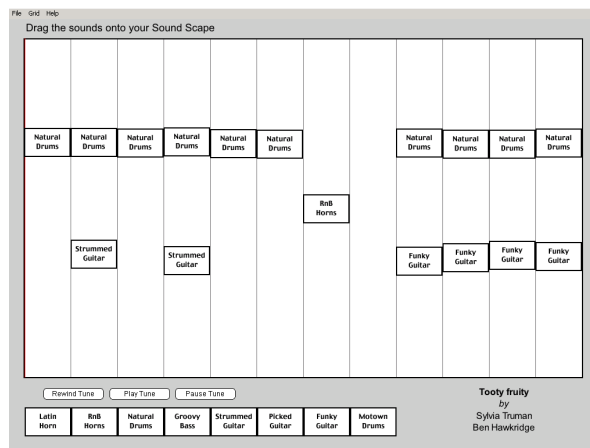 File Grid Help
Drag the sounds onto your Sound Scape
Natural Drums
Natural Drums
Natural Drums
Natural Drums
Natural Drums
Natural Drums
Natural Drums
Natural Drums
Natural Drums
Natural Drums
RnB Horns
Strummed Guitar
Strummed Guitar
Funky Guitar
Funky Guitar
Funky Guitar
Funky Guitar
Rewind Tune
Play Tune
Pause Tune
Latin Horn
RnB Horns
Natural Drums
Groovy Bass
Strummed Guitar
Picked Guitar
Funky Guitar
Motown Drums
Tooty fruity
by
Sylvia Truman
Ben Hawkridge